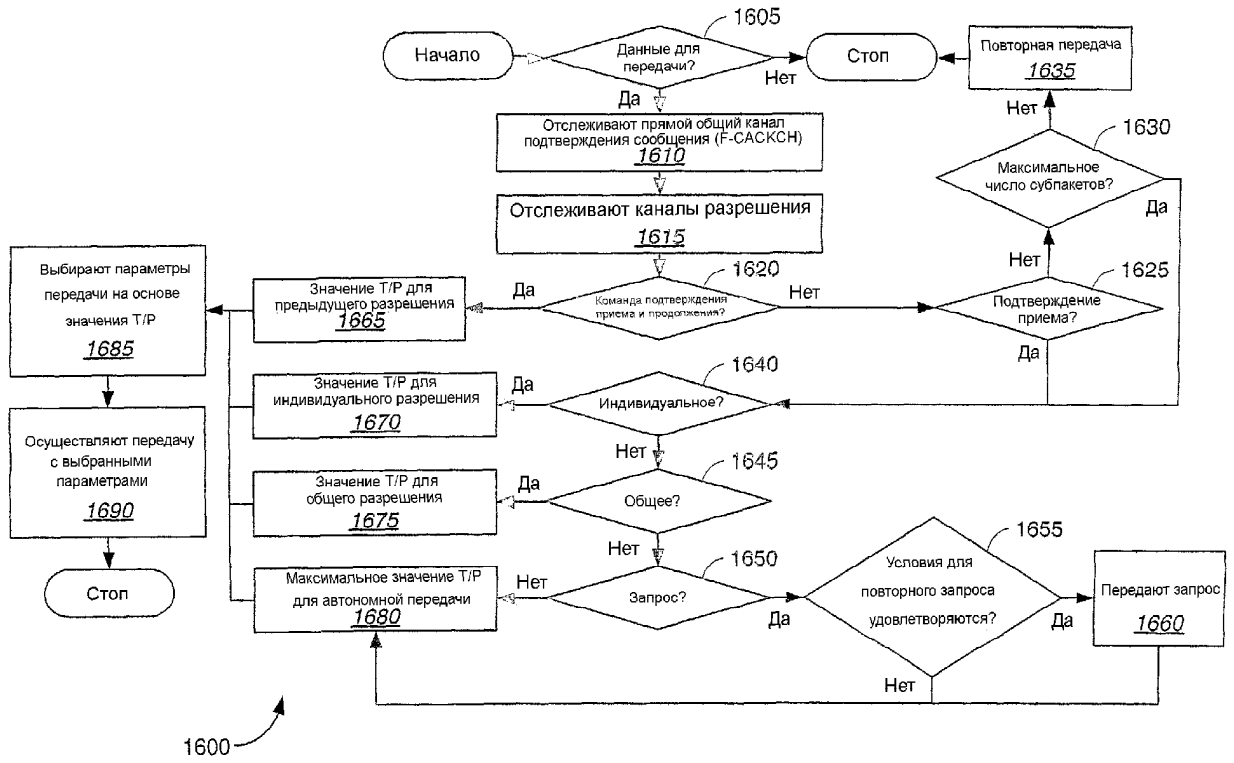 1605
Начало
Данные для
передачи?
Нет
Стоп
Повторная передача
1635
Да
Отслеживают прямой общий канал
подтверждения сообщения (F-CACKCH)
1610
Нет
1630
Максимальное
число субпакетов?
Да
Отслеживают каналы разрешения
1615
Нет
1625
Подтверждение
приема?
Да
1620
Команда подтверждения
приема и продолжения?
Да
Нет
Выбирают параметры
передачи на основе
значения Т/Р
1685
Значение Т/Р для
предыдущего разрешения
1665
Значение Т/Р для
индивидуального разрешения
1670
Да
1640
Индивидуальное?
Нет
Осуществляют передачу
с выбранными
параметрами
1690
Значение Т/Р для
общего разрешения
1675
Да
1645
Общее?
Нет
Стоп
Максимальное значение Т/Р
для автономной передачи
1680
Нет
1650
Запрос?
Да
1655
Условия для
повторного запроса
удовлетворяются?
Да
Нет
Передают запрос
1660
1600